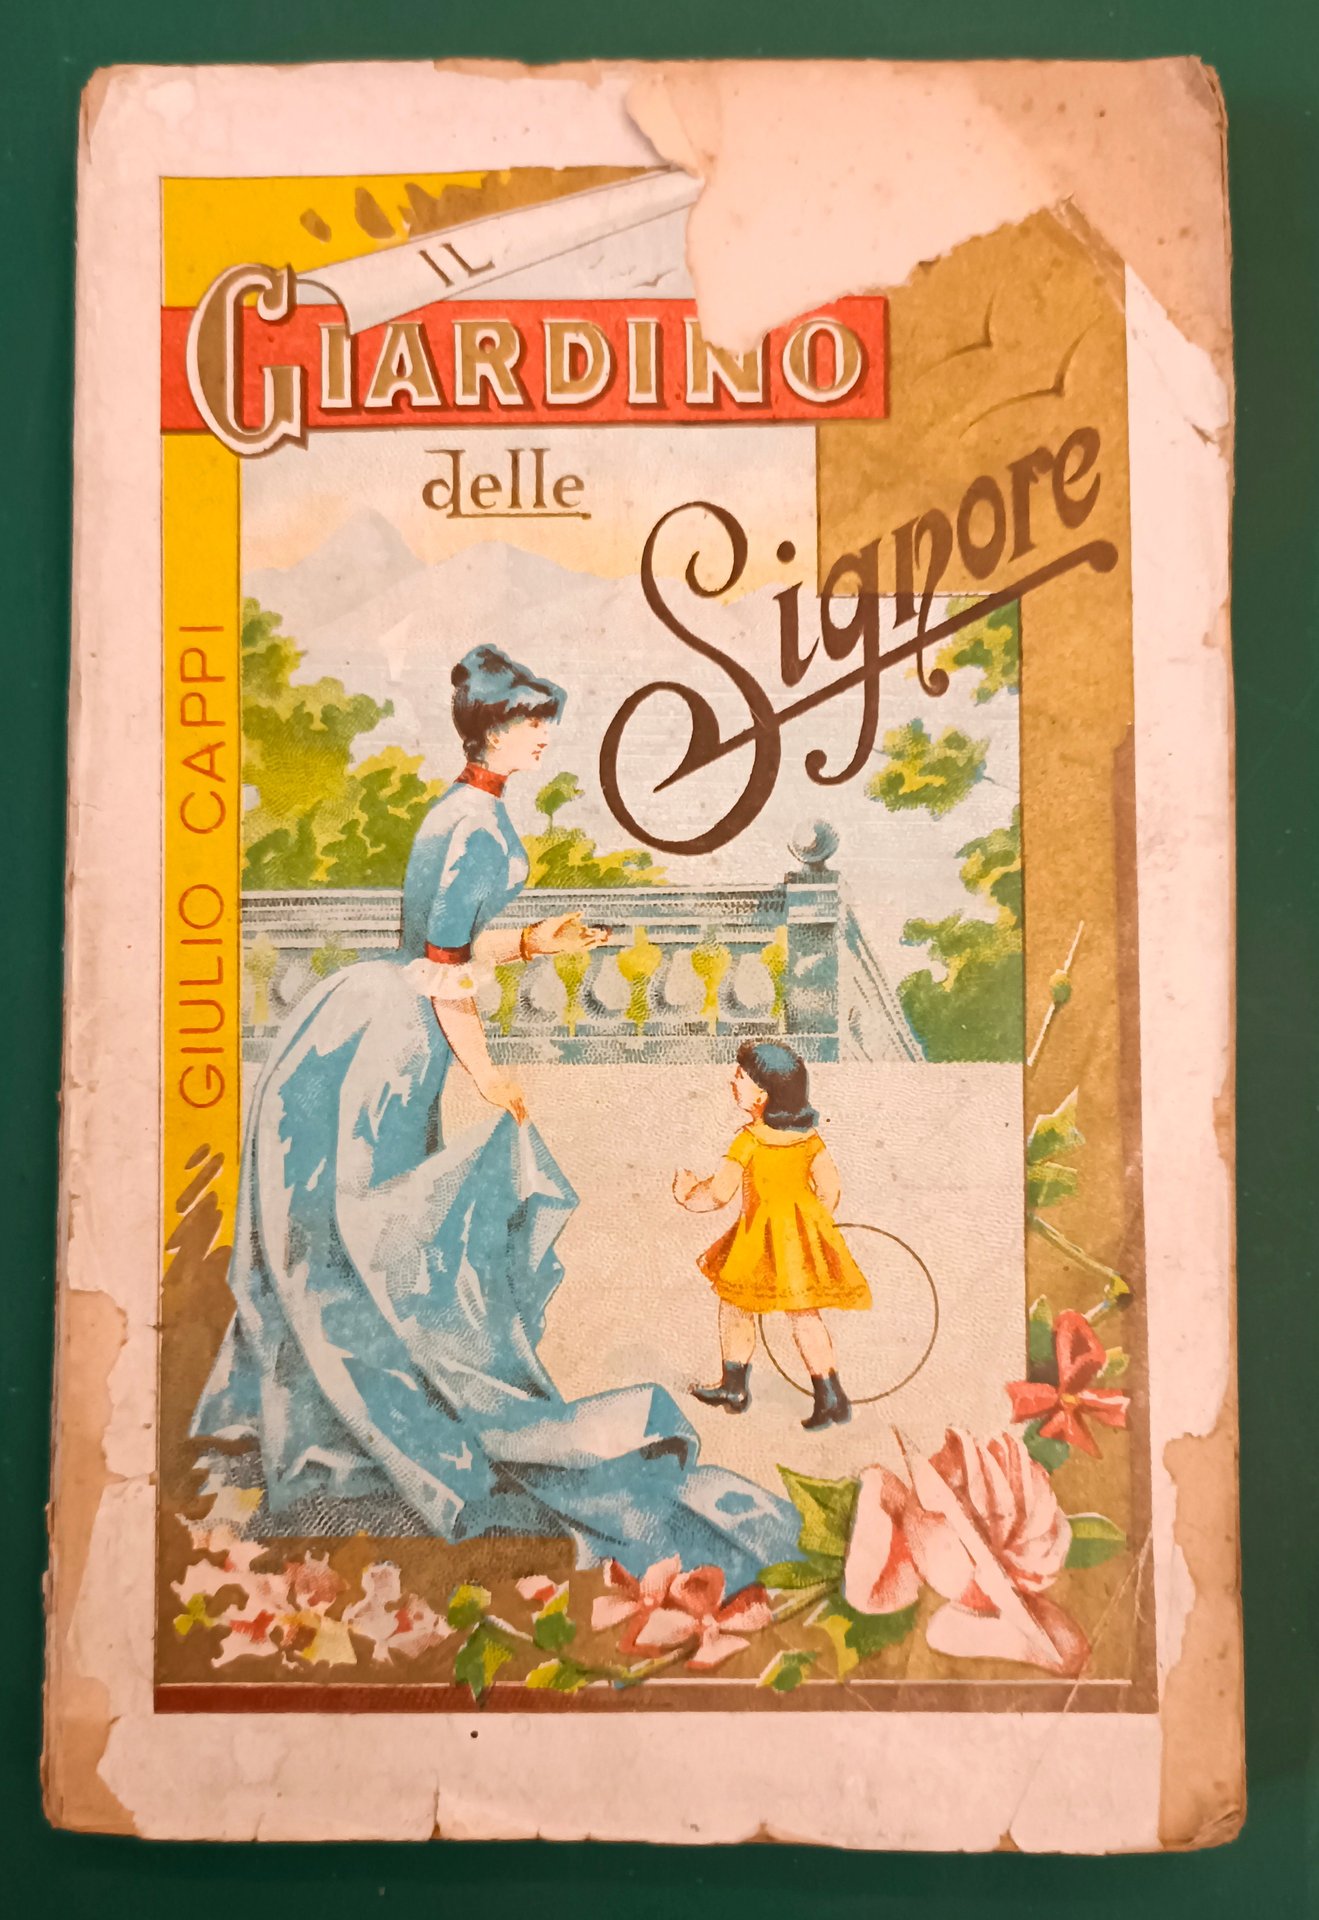 IL
GIARDINO
delle
Signore
GIULIO CAPPI